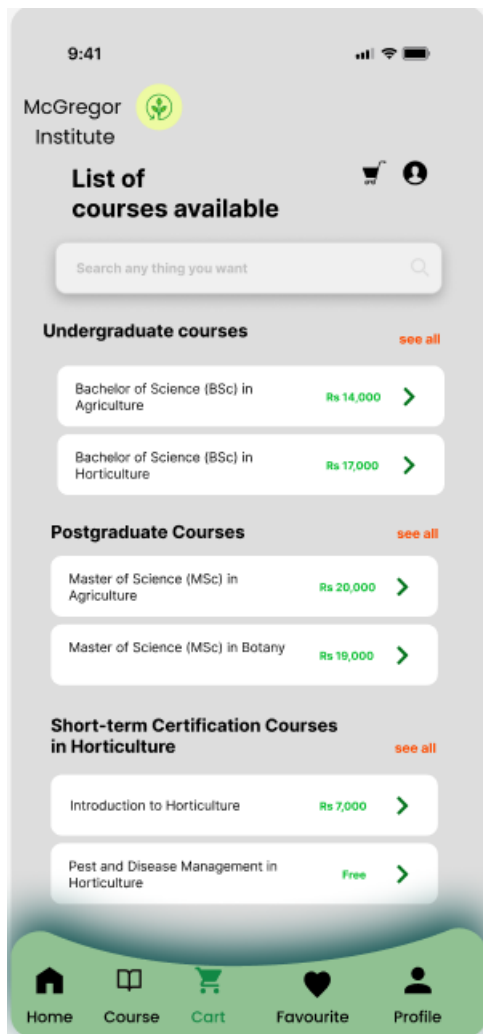 9:41
McGregor
Institute
List of
courses available
Search any thing you want
Undergraduate courses
see all
Bachelor of Science (BSc) in
Agriculture
Rs 14,000
Bachelor of Science (BSc) in
Horticulture
Rs 17,000
Postgraduate Courses
see all
Master of Science (MSc) in
Agriculture
Rs 20,000
Master of Science (MSc) in Botany
Rs 19,000
Short-term Certification Courses
in Horticulture
see all
Introduction to Horticulture
Rs 7,000
Pest and Disease Management in
Horticulture
Free
Home
Course
Cart
Favourite
Profile